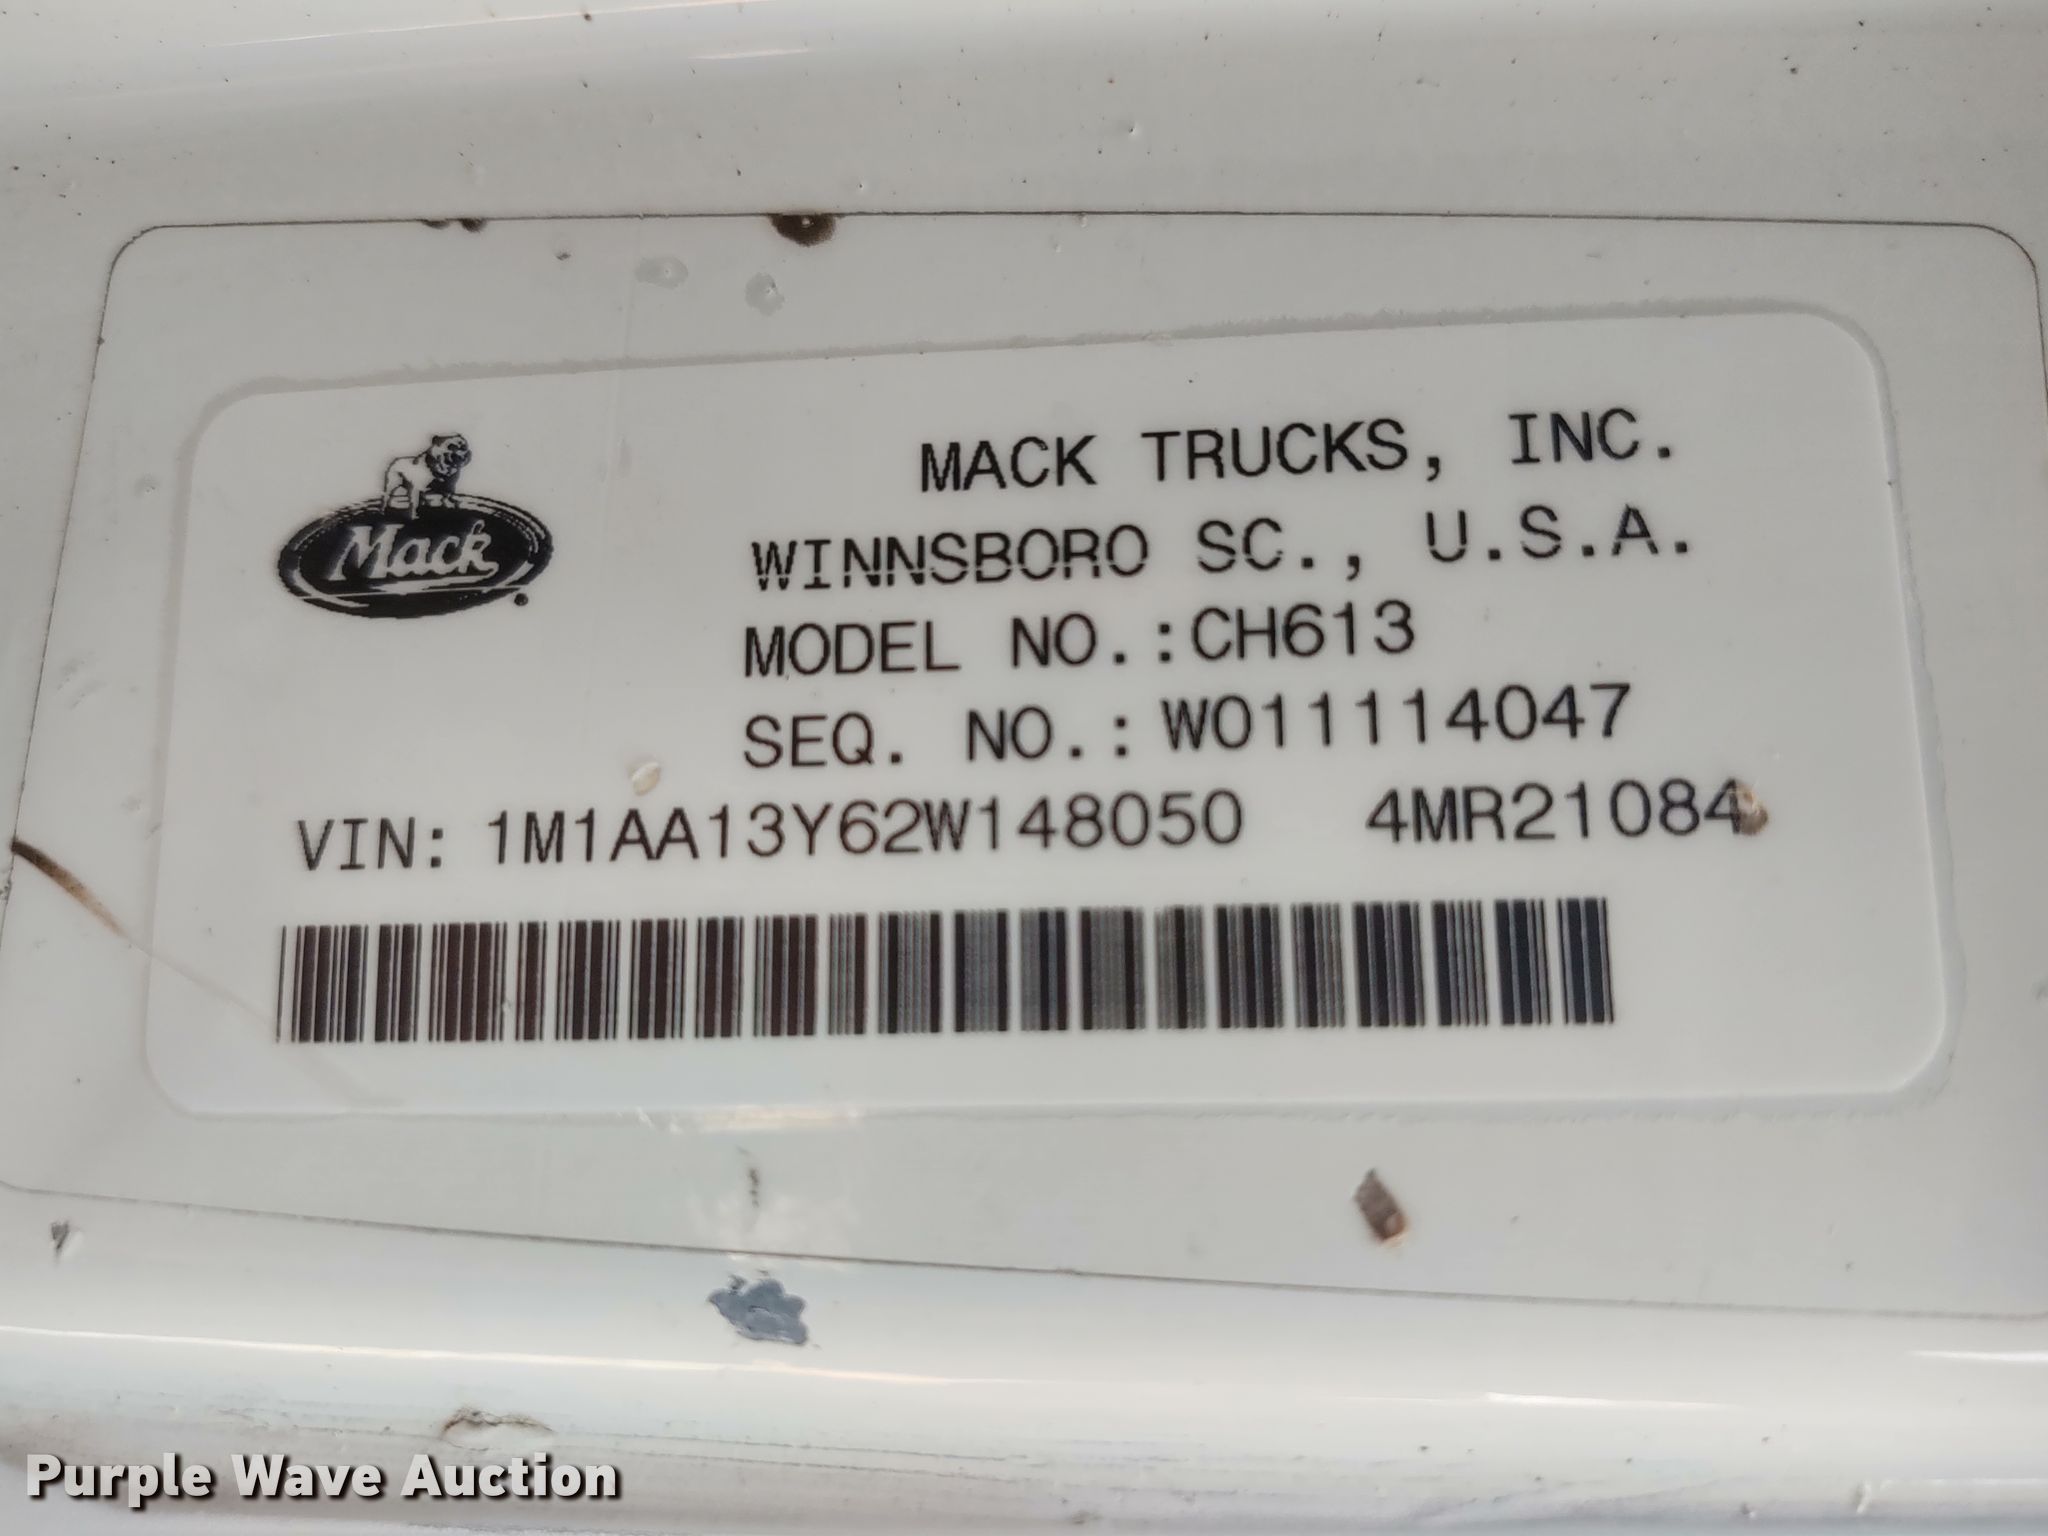 Mack
MACK TRUCKS, INC.
WINNSBORO SC., U.S.A.
MODEL NO.:CH613
SEQ. NO.:W011114047
VIN: 1M1AA13Y62W148050 4MR21084
Purple Wave Auction